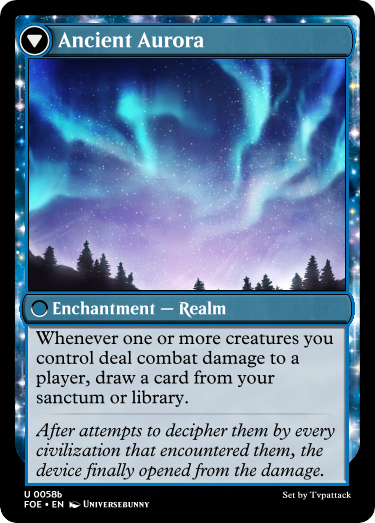 Ancient Aurora
Enchantment — Realm
Whenever one or more creatures you
control deal combat damage to a
player, draw a card from your
sanctum or library.
After attempts to decipher them by every
civilization that encountered them, the
device finally opened from the damage.
U 0058b
FOE • EN Universebunny
Set by Tvpattack